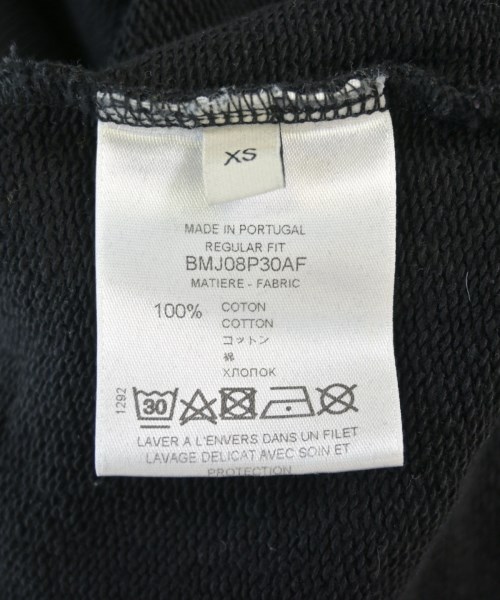 XS
MADE IN PORTUGAL
REGULAR FIT
BMJ08P30AF
MATIERE - FABRIC
100% COTON
COTTON
コットン
棉
ХЛОПОК
1292
30
LAVER A L'ENVERS DANS UN FILET
LAVAGE DELICAT AVEC SOIN ET
PROTECTION